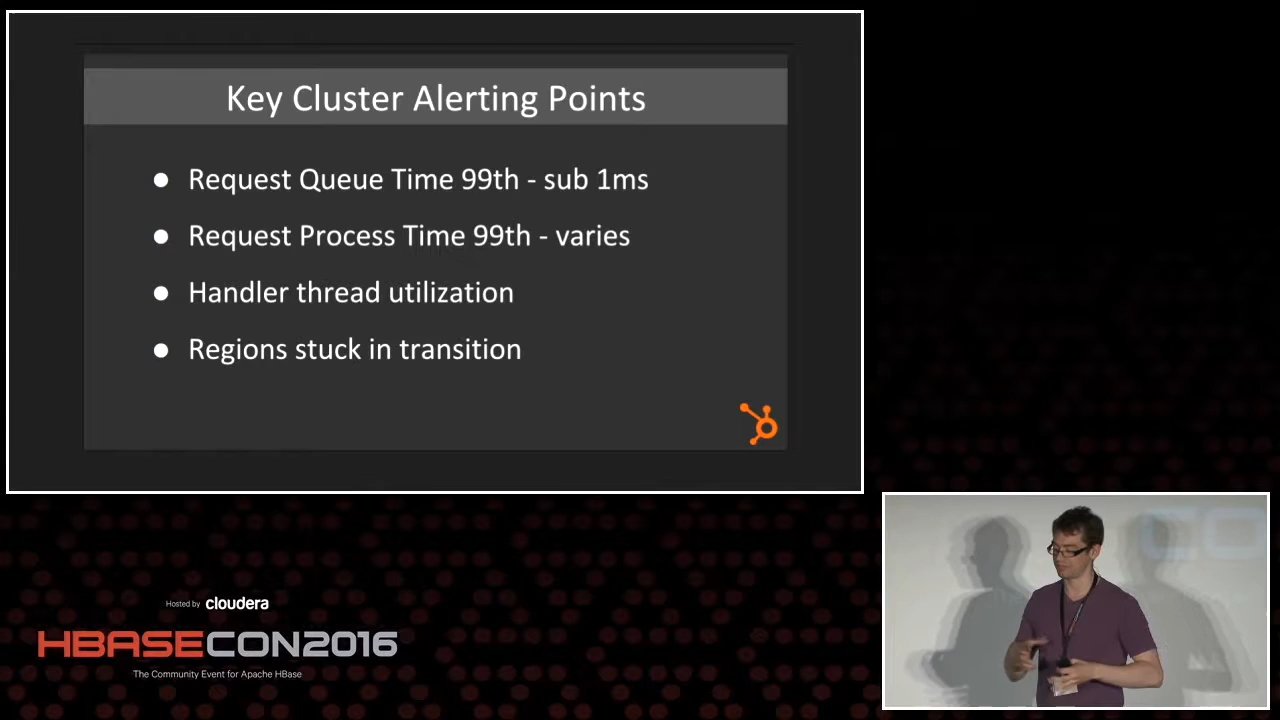 Key Cluster Alerting Points
● Request Queue Time 99th - sub 1ms
● Request Process Time 99th - varies
● Handler thread utilization
● Regions stuck in transition
Hosted by cloudera
HBASECON2016
The Community Event for Apache HBase
CO